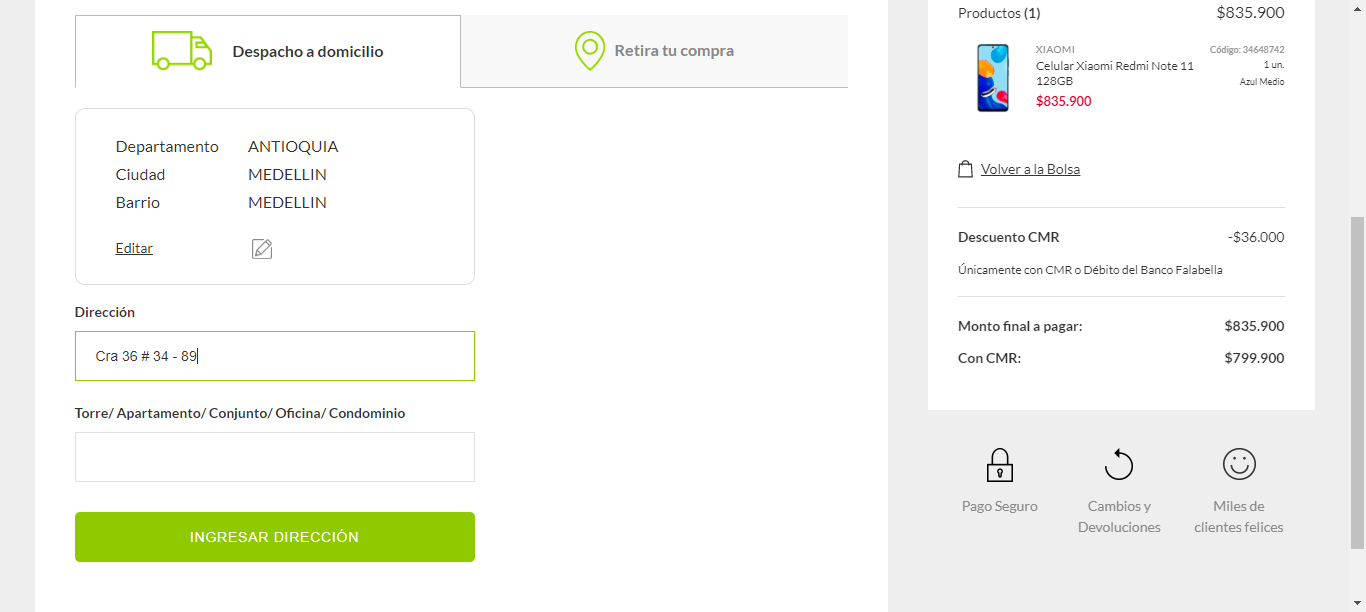 Despacho a domicilio
Retira tu compra
Departamento ANTIOQUIA
Ciudad MEDELLIN
Barrio MEDELLIN
Editar
Dirección
Cra 36 # 34 - 89
Torre/ Apartamento/ Conjunto/ Oficina/ Condominio
INGRESAR DIRECCIÓN
Productos (1) $835.900
XIAOMI Código: 34648742
Celular Xiaomi Redmi Note 11 1 un.
128GB Azul Medio
$835.900
Volver a la Bolsa
Descuento CMR -$36.000
Únicamente con CMR o Débito del Banco Falabella
Monto final a pagar: $835.900
Con CMR: $799.900
Pago Seguro
Cambios y
Devoluciones
Miles de
clientes felices